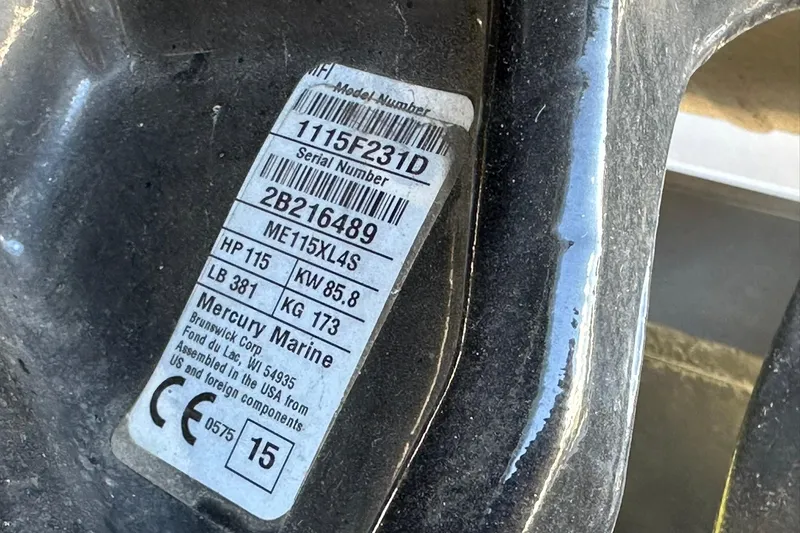 Model Number
1115F231D
Serial Number
2B216489
ME115XL4S
HP 115 KW 85.8
LB 381 KG 173
Mercury Marine
Brunswick Corp
Fond du Lac, WI 54935
Assembled in the USA from
US and foreign components
CE 0575 15